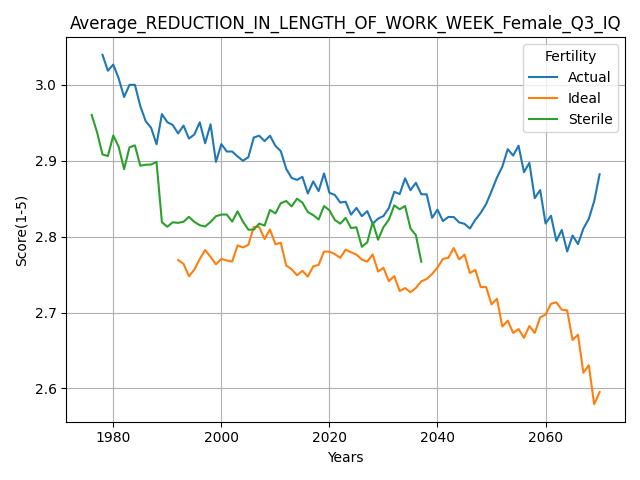 Average_REDUCTION_IN_LENGTH_OF_WORK_WEEK_Female_Q3_IQ
Fertility
Actual
Ideal
Sterile
Score(1-5)
3.0
2.9
2.8
2.7
2.6
1980
2000
2020
2040
2060
Years